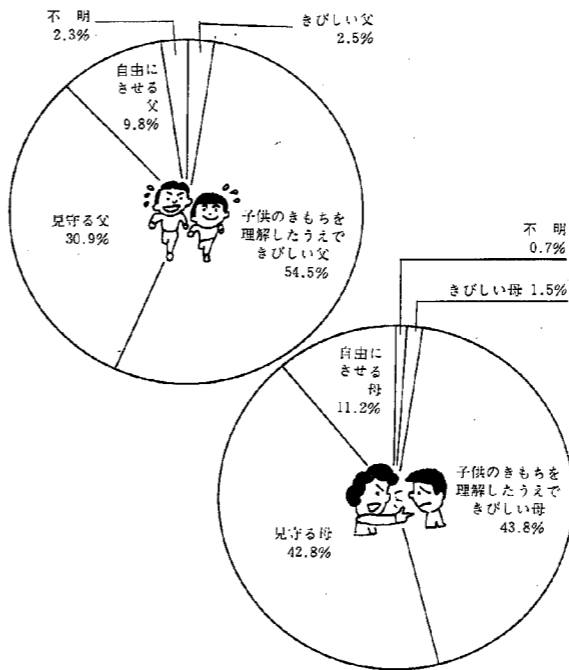 不明
2.3%
きびしい父
2.5%
自由に
させる
父
9.8%
見守る父
30.9%
子供のきもちを
理解したうえで
きびしい父
54.5%
不明
0.7%
きびしい母 1.5%
自由に
させる
母
11.2%
見守る母
42.8%
子供のきもちを
理解したうえで
きびしい母
43.8%